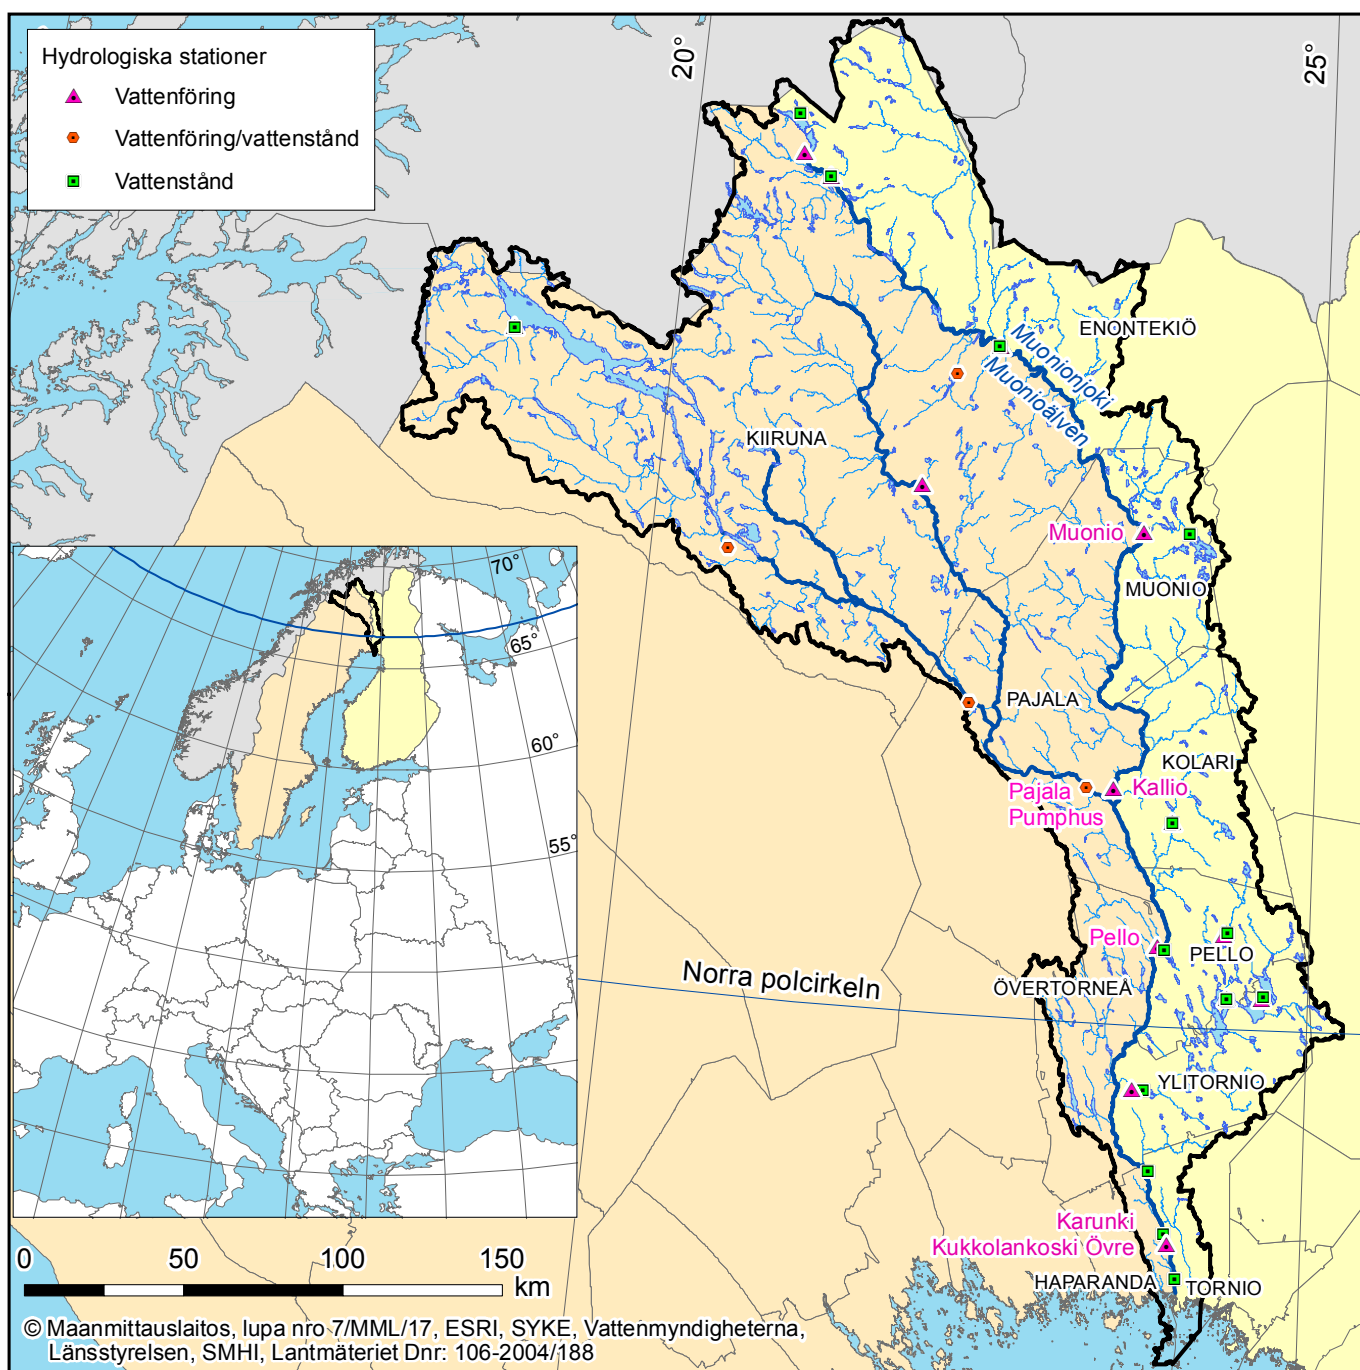 Hydrologiska stationer
Vattenföring
Vattenföring/vattenstånd
Vattenstånd
20°
25°
ENONTEKIÖ
Muonionjoki
Muonioälven
KIIRUNA
Muonio
MUONIO
PAJALA
KOLARI
Pajala
Pumphus
Kallio
Pello
PELLO
ÖVERTORNEÅ
Norra polcirkeln
YLITORNIO
Karunki
Kukkolankoski Övre
HAPARANDA
TORNIO
70°
65°
60°
55°
0 50 100 150
km
© Maanmittauslaitos, lupa nro 7/MML/17, ESRI, SYKE, Vattenmyndigheterna,
Länsstyrelsen, SMHI, Lantmäteriet Dnr: 106-2004/188